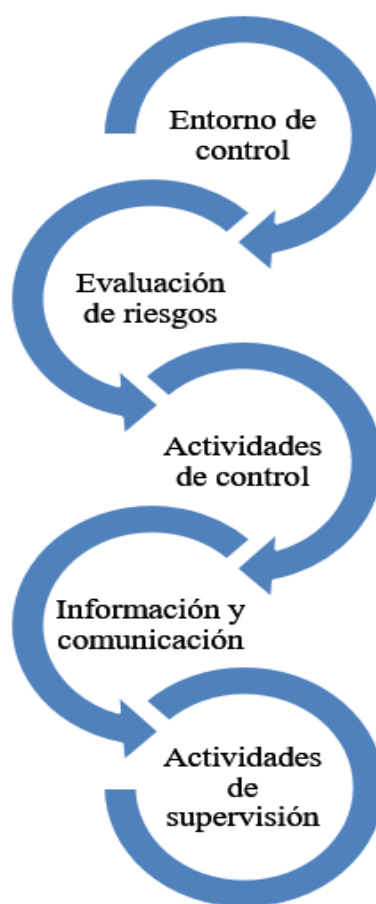 Entorno de
control
Evaluación
de riesgos
Actividades
de control
Información y
comunicación
Actividades
de
supervisión